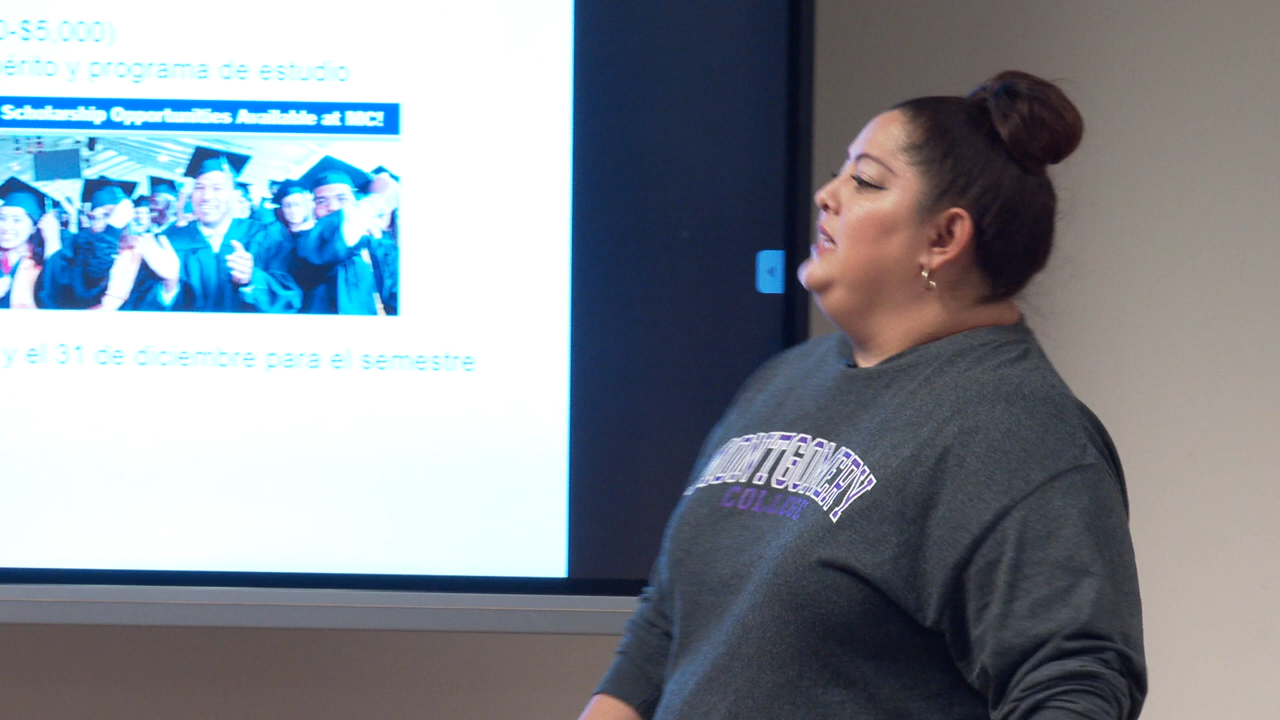 0-$5,000)
mérito y programa de estudio
Scholarship Opportunities Available at MC!
y el 31 de diciembre para el semestre
MONTGOMERY
COLLEGE